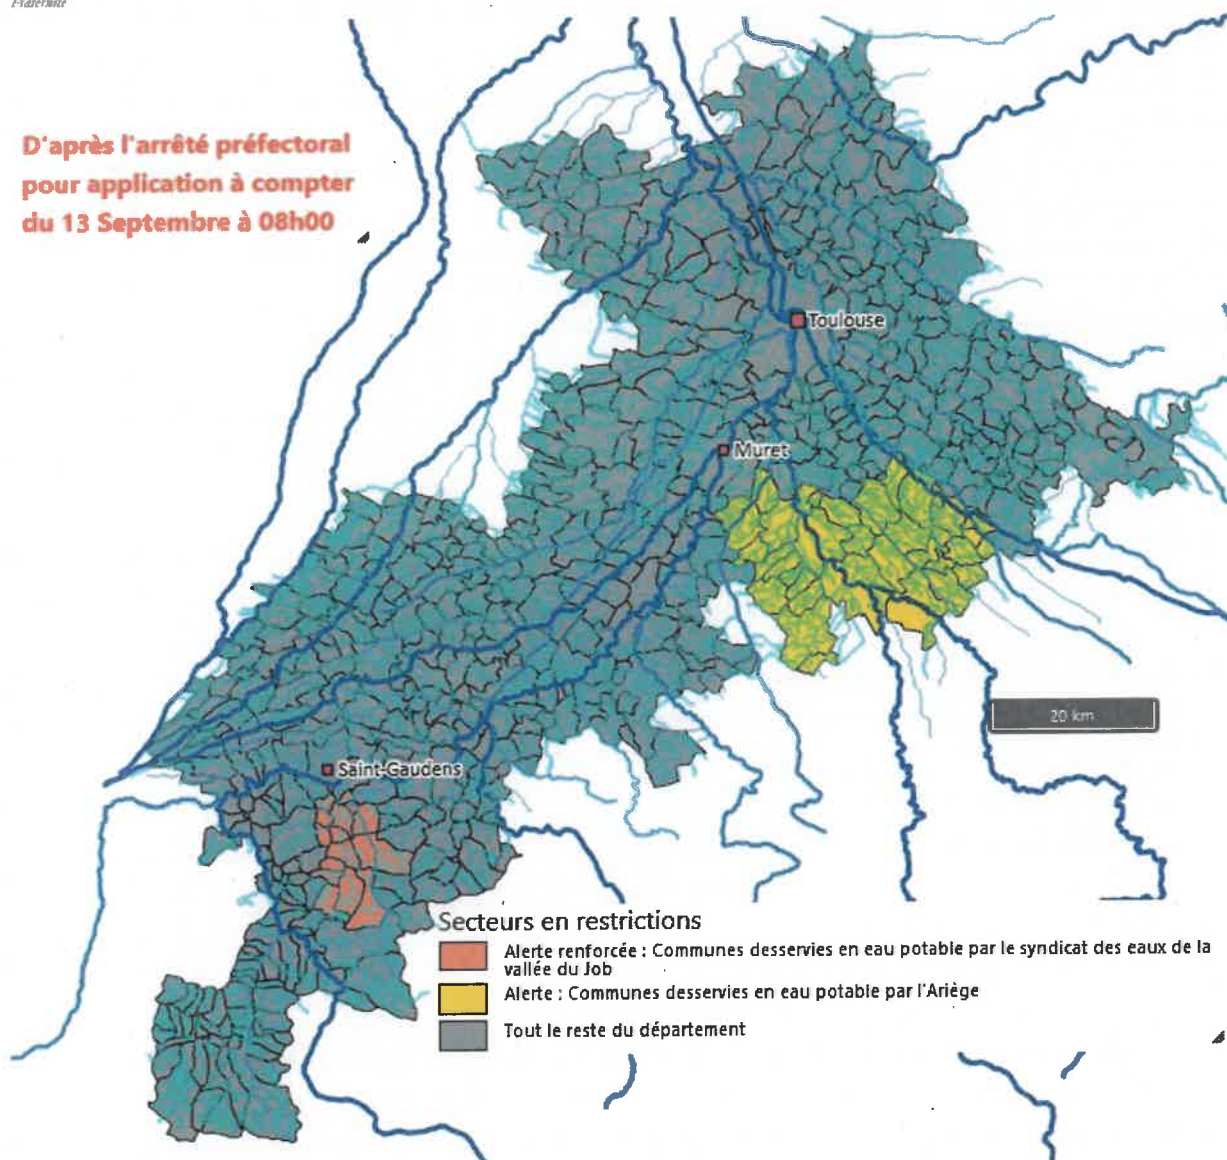 Fraternité
D'après l'arrêté préfectoral
pour application à compter
du 13 Septembre à 08h00
Toulouse
Muret
20 km
Saint-Gaudens
Secteurs en restrictions
Alerte renforcée : Communes desservies en eau potable par le syndicat des eaux de la
vallée du Job
Alerte : Communes desservies en eau potable par l'Ariège
Tout le reste du département